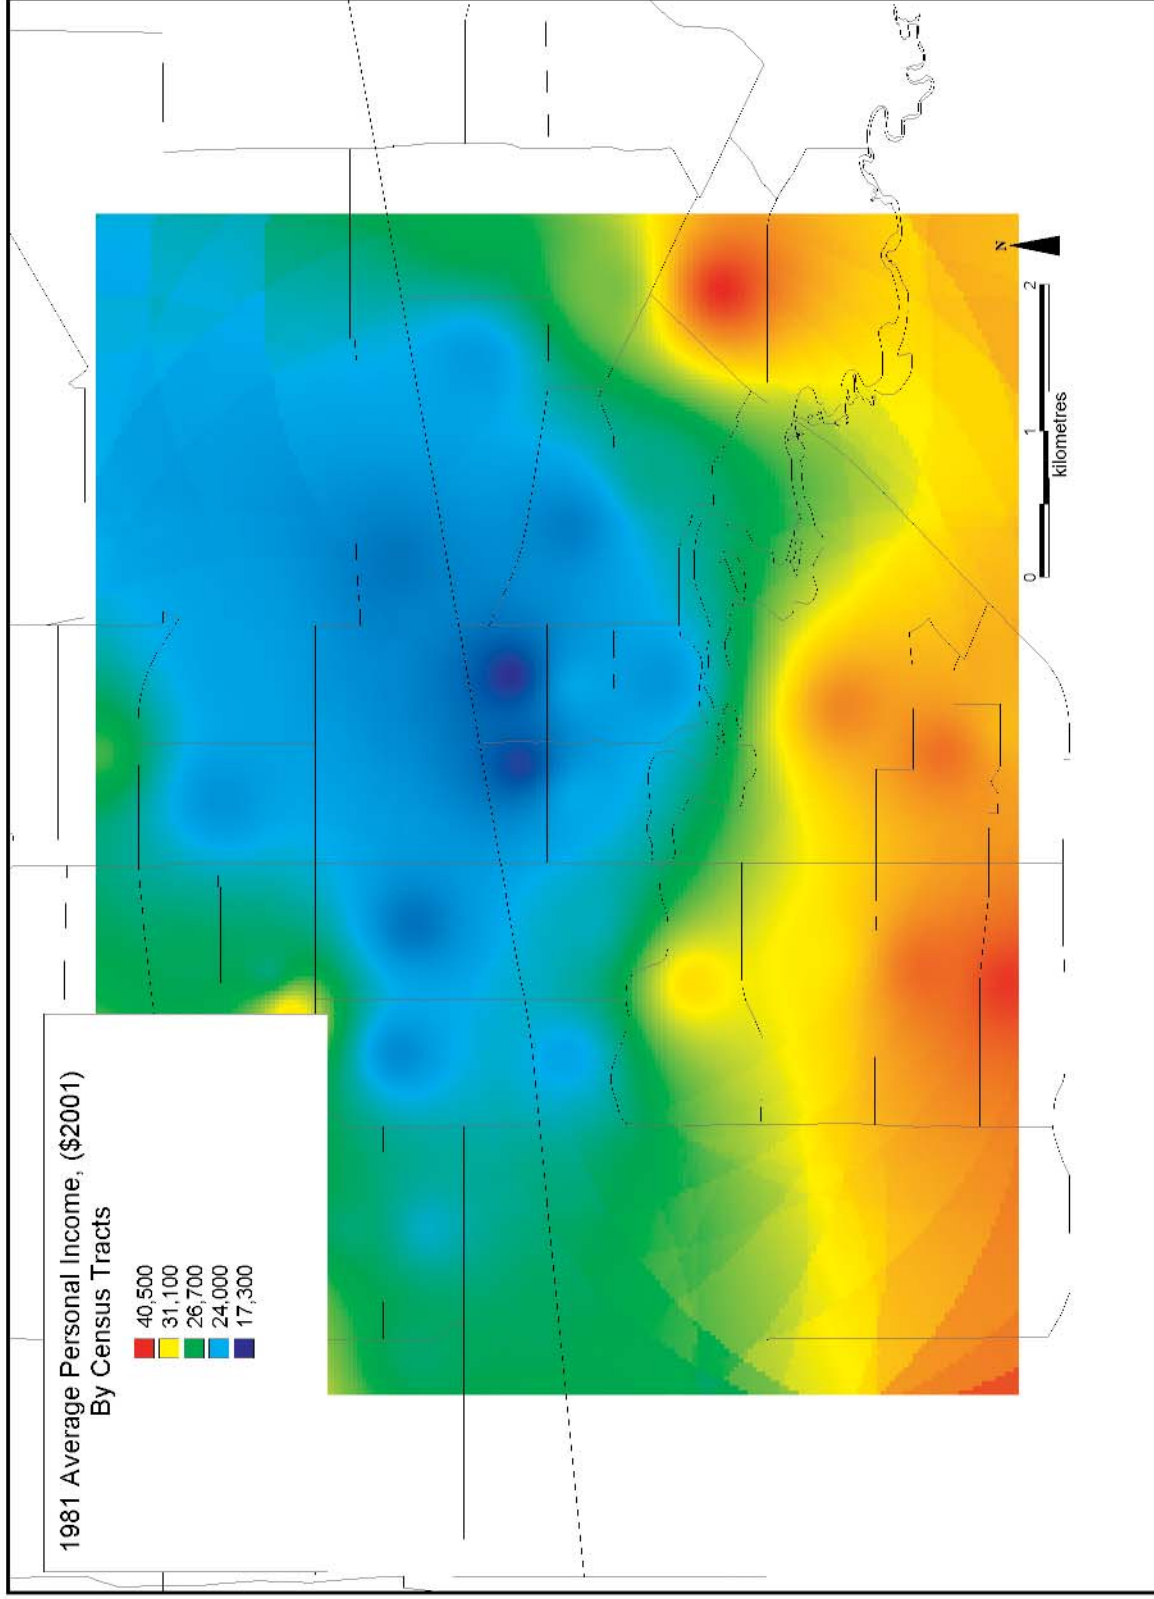 1981 Average Personal Income, ($2001)
By Census Tracts
40,500
31,100
26,700
24,000
17,300
N
0 1 2
kilometres